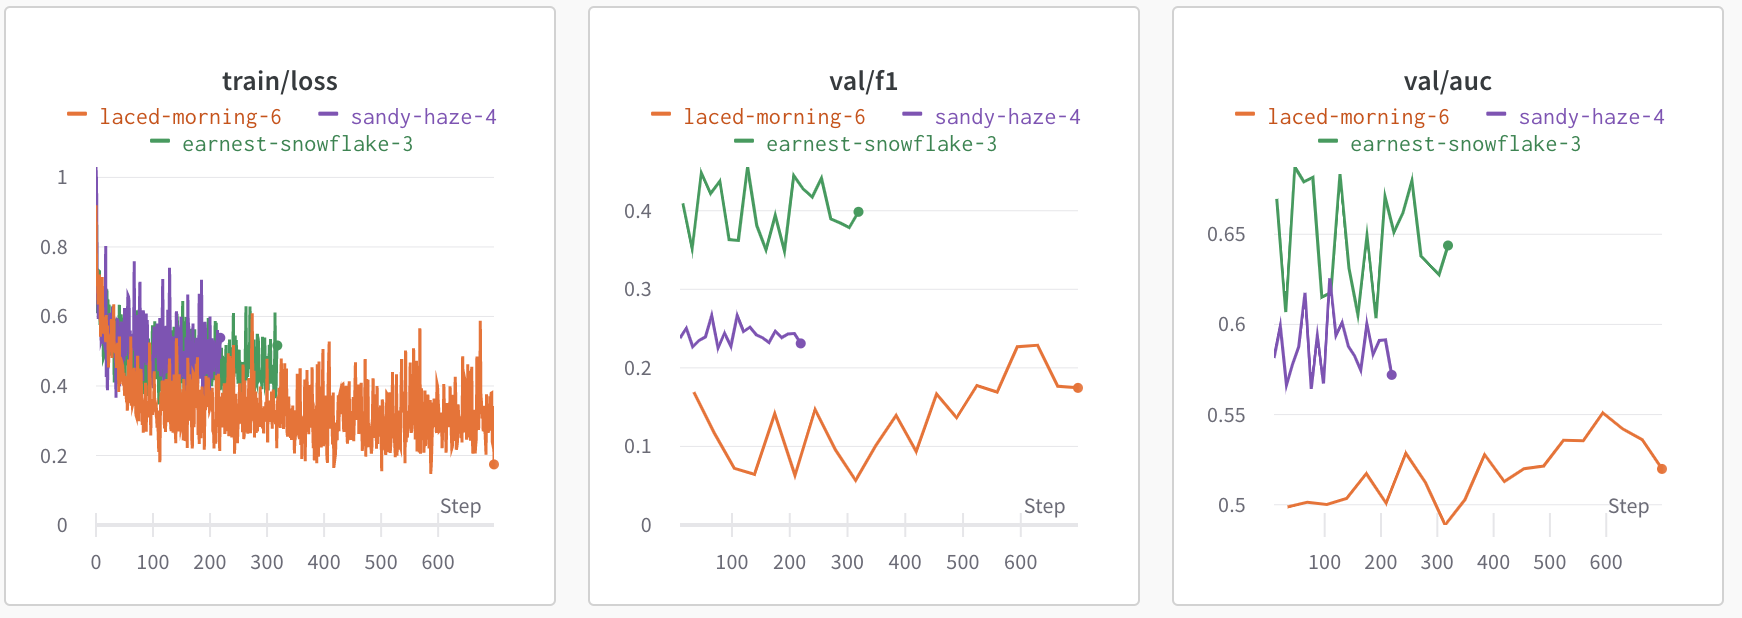 train/loss
laced-morning-6 sandy-haze-4
earnest-snowflake-3
1
0.8
0.6
0.4
0.2
0
Step
0 100 200 300 400 500 600
val/f1
laced-morning-6 sandy-haze-4
earnest-snowflake-3
0.4
0.3
0.2
0.1
0
Step
100 200 300 400 500 600
val/auc
laced-morning-6 sandy-haze-4
earnest-snowflake-3
0.65
0.6
0.55
0.5
Step
100 200 300 400 500 600